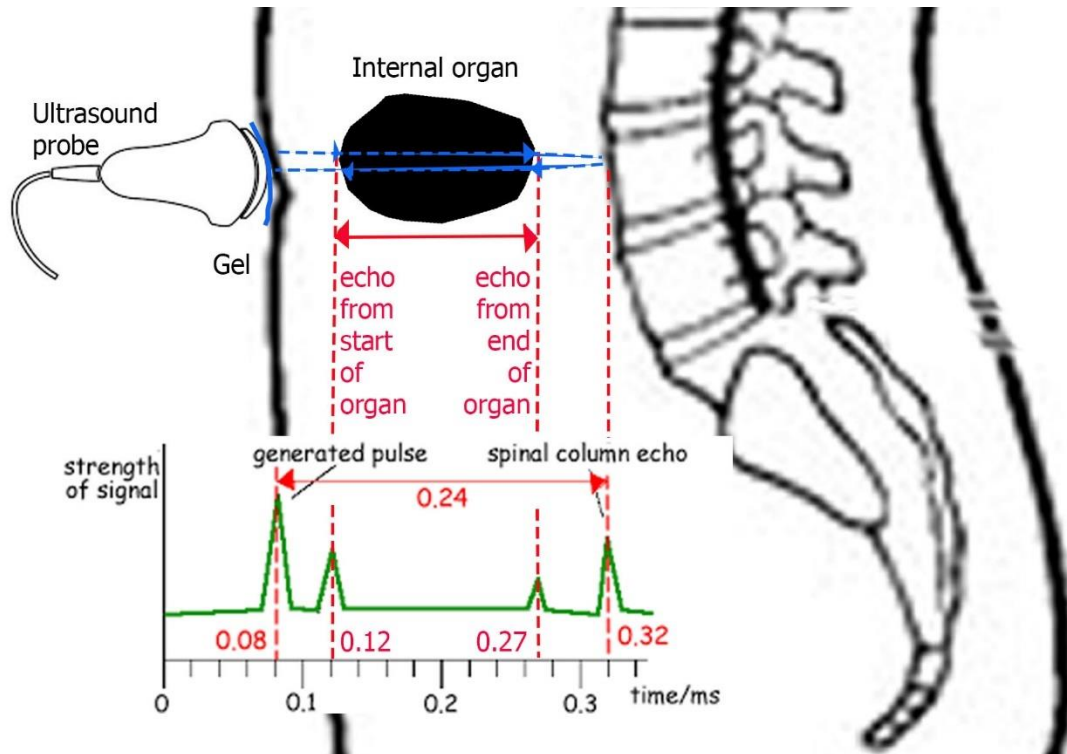 Internal organ
Ultrasound
probe
Gel
echo
from
start
of
organ
echo
from
end
of
organ
strength
of signal
generated pulse
spinal column echo
0.24
0.08
0.12
0.27
0.32
0
0.1
0.2
0.3
time/ms